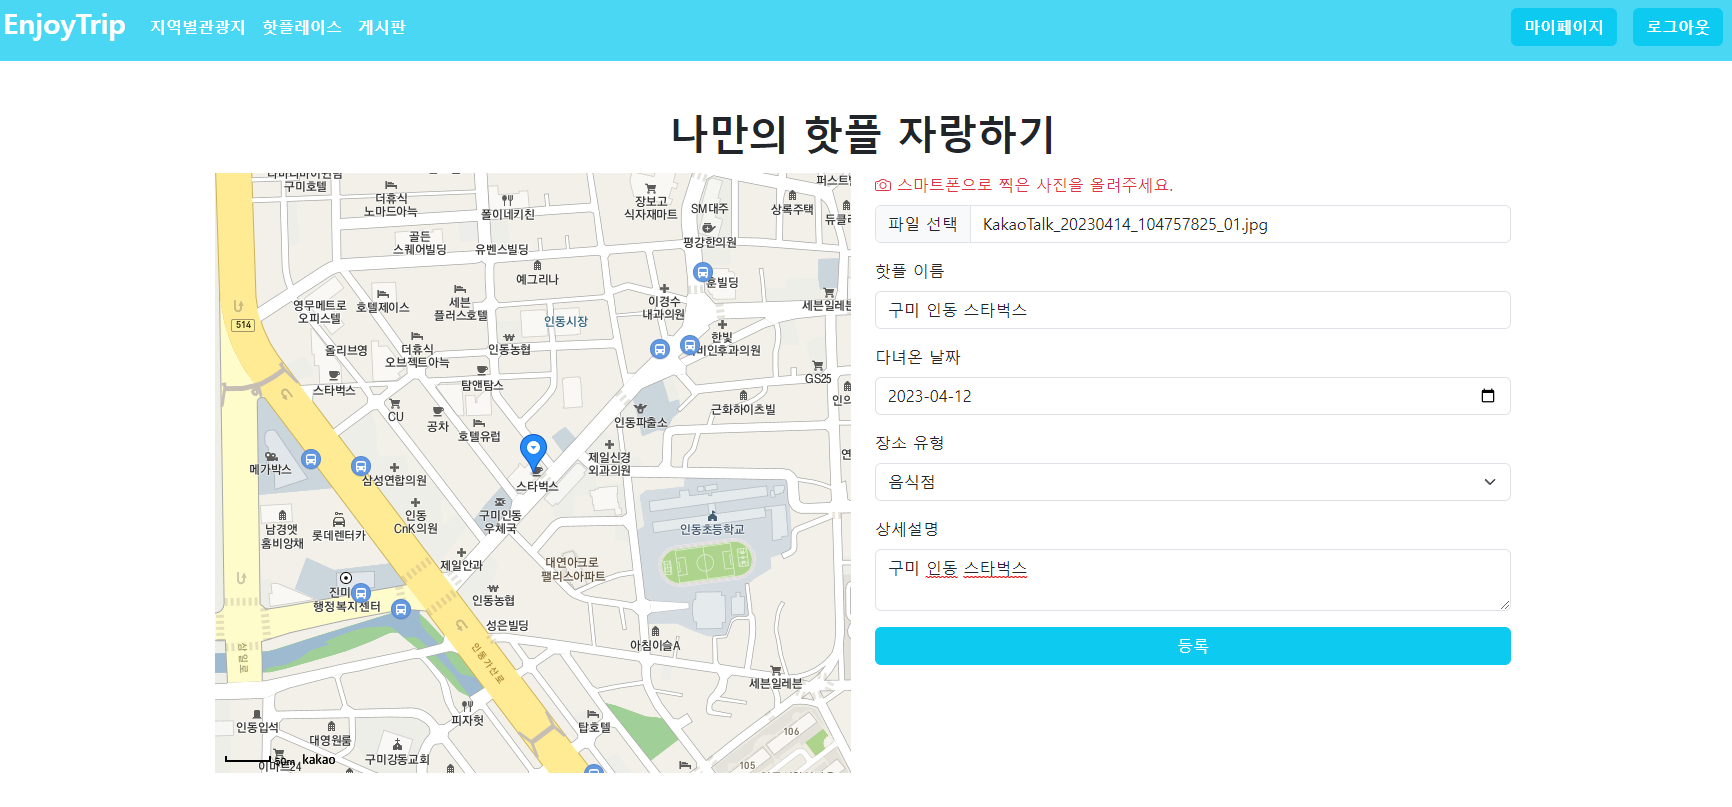 EnjoyTrip
지역별관광지
핫플레이스
게시판
마이페이지
로그아웃
나만의 핫플 자랑하기
스마트폰으로 찍은 사진을 올려주세요.
파일 선택
KakaoTalk_20230414_104757825_01.jpg
핫플 이름
구미 인동 스타벅스
다녀온 날짜
2023-04-12
장소 유형
음식점
상세설명
구미 인동 스타벅스
등록
구미호텔
더휴식
노마드아늑
폴이네키친
장보고
식자재마트
SM대주
상록주택
평강한의원
골든
스퀘어빌딩
유벤스빌딩
예그리나
훈빌딩
영무메트로
오피스텔
호텔제이스
세븐
플러스호텔
인동시장
이경수
내과의원
세븐일레븐
514
올리브영
더휴식
오브젝트아늑
인동농협
한빛
비인후과의원
스타벅스
탐앤탐스
GS25
CU
공차
호텔유럽
인동파출소
근화하이츠빌
메가박스
삼성연합의원
스타벅스
제일신경
외과의원
남경앳
홈비앙채
롯데렌터카
인동
CnK의원
구미인동
우체국
인동초등학교
제일안과
대연아크로
팰리스아파트
진미
행정복지센터
인동농협
성은빌딩
아침이슬A
인동가산로
세븐일레븐
인동입석
대영원룸
피자헛
탑호텔
구미강동교회
이마트24
50m
kakao
106
105